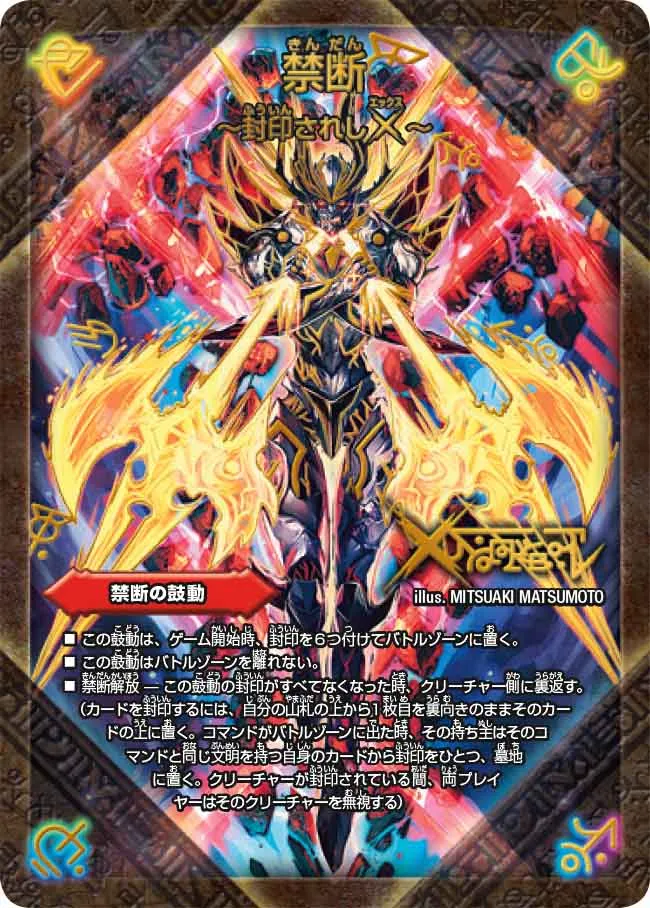 禁断
～封印されしX～
illus. MITSUAKI MATSUMOTO
禁断の鼓動
■ この鼓動は、ゲーム開始時、封印を6つ付けてバトルゾーンに置く。
■ この鼓動はバトルゾーンを離れない。
■ 禁断解放 — この鼓動の封印がすべてなくなった時、クリーチャー側に裏返す。
(カードを封印するには、自分の山札の上から1枚目を裏向きのままそのカー
ドの上に置く。コマンドがバトルゾーンに出た時、その持ち主はそのコ
マンドと同じ文明を持つ自身のカードから封印をひとつ、墓地
に置く。クリーチャーが封印されている間、両プレイ
ヤーはそのクリーチャーを無視する)